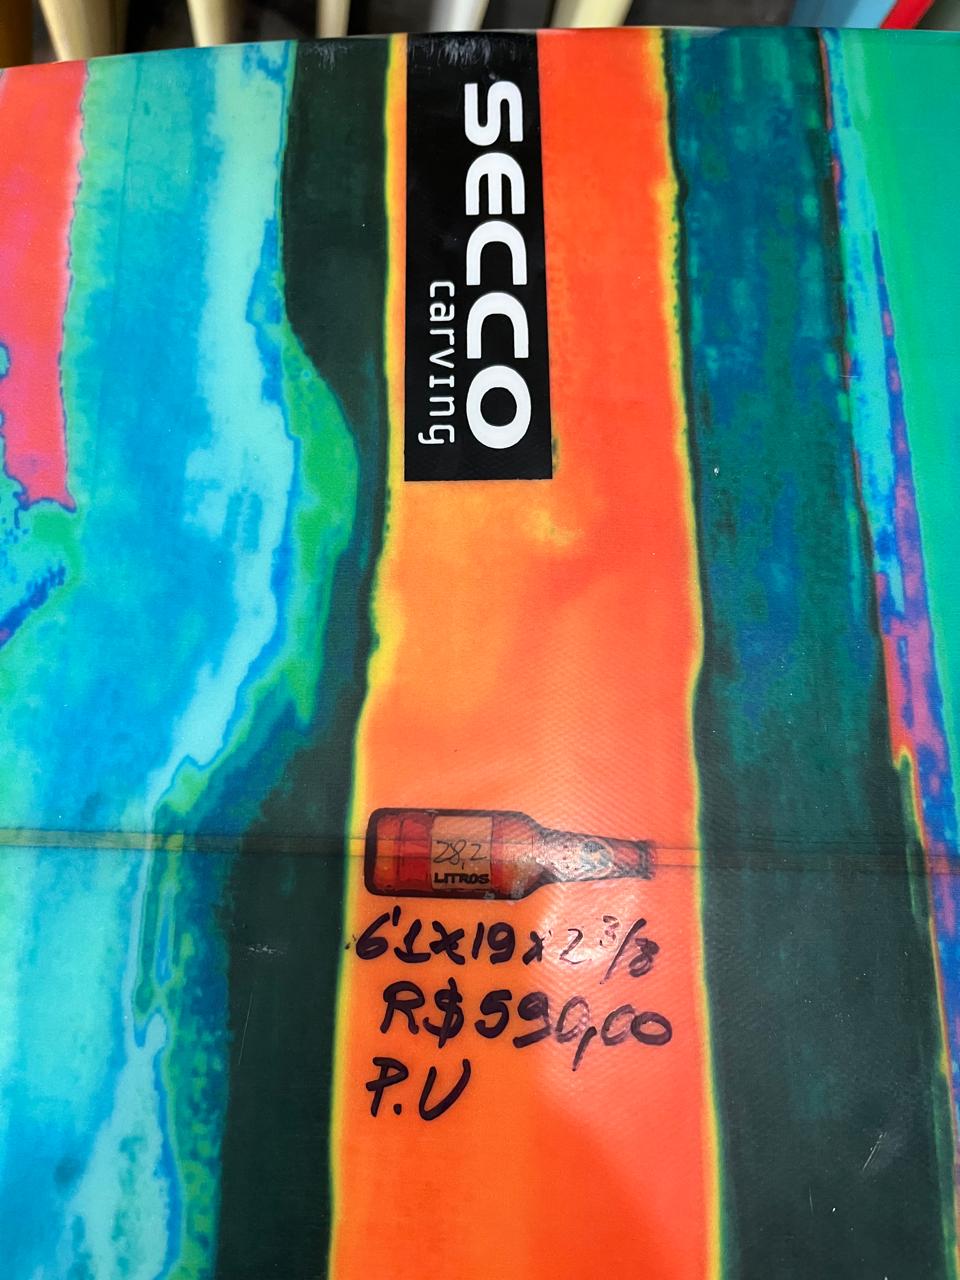 SECCO
carving
28,2
LITROS
6'1x19x2 3/8
R$590,00
P.U